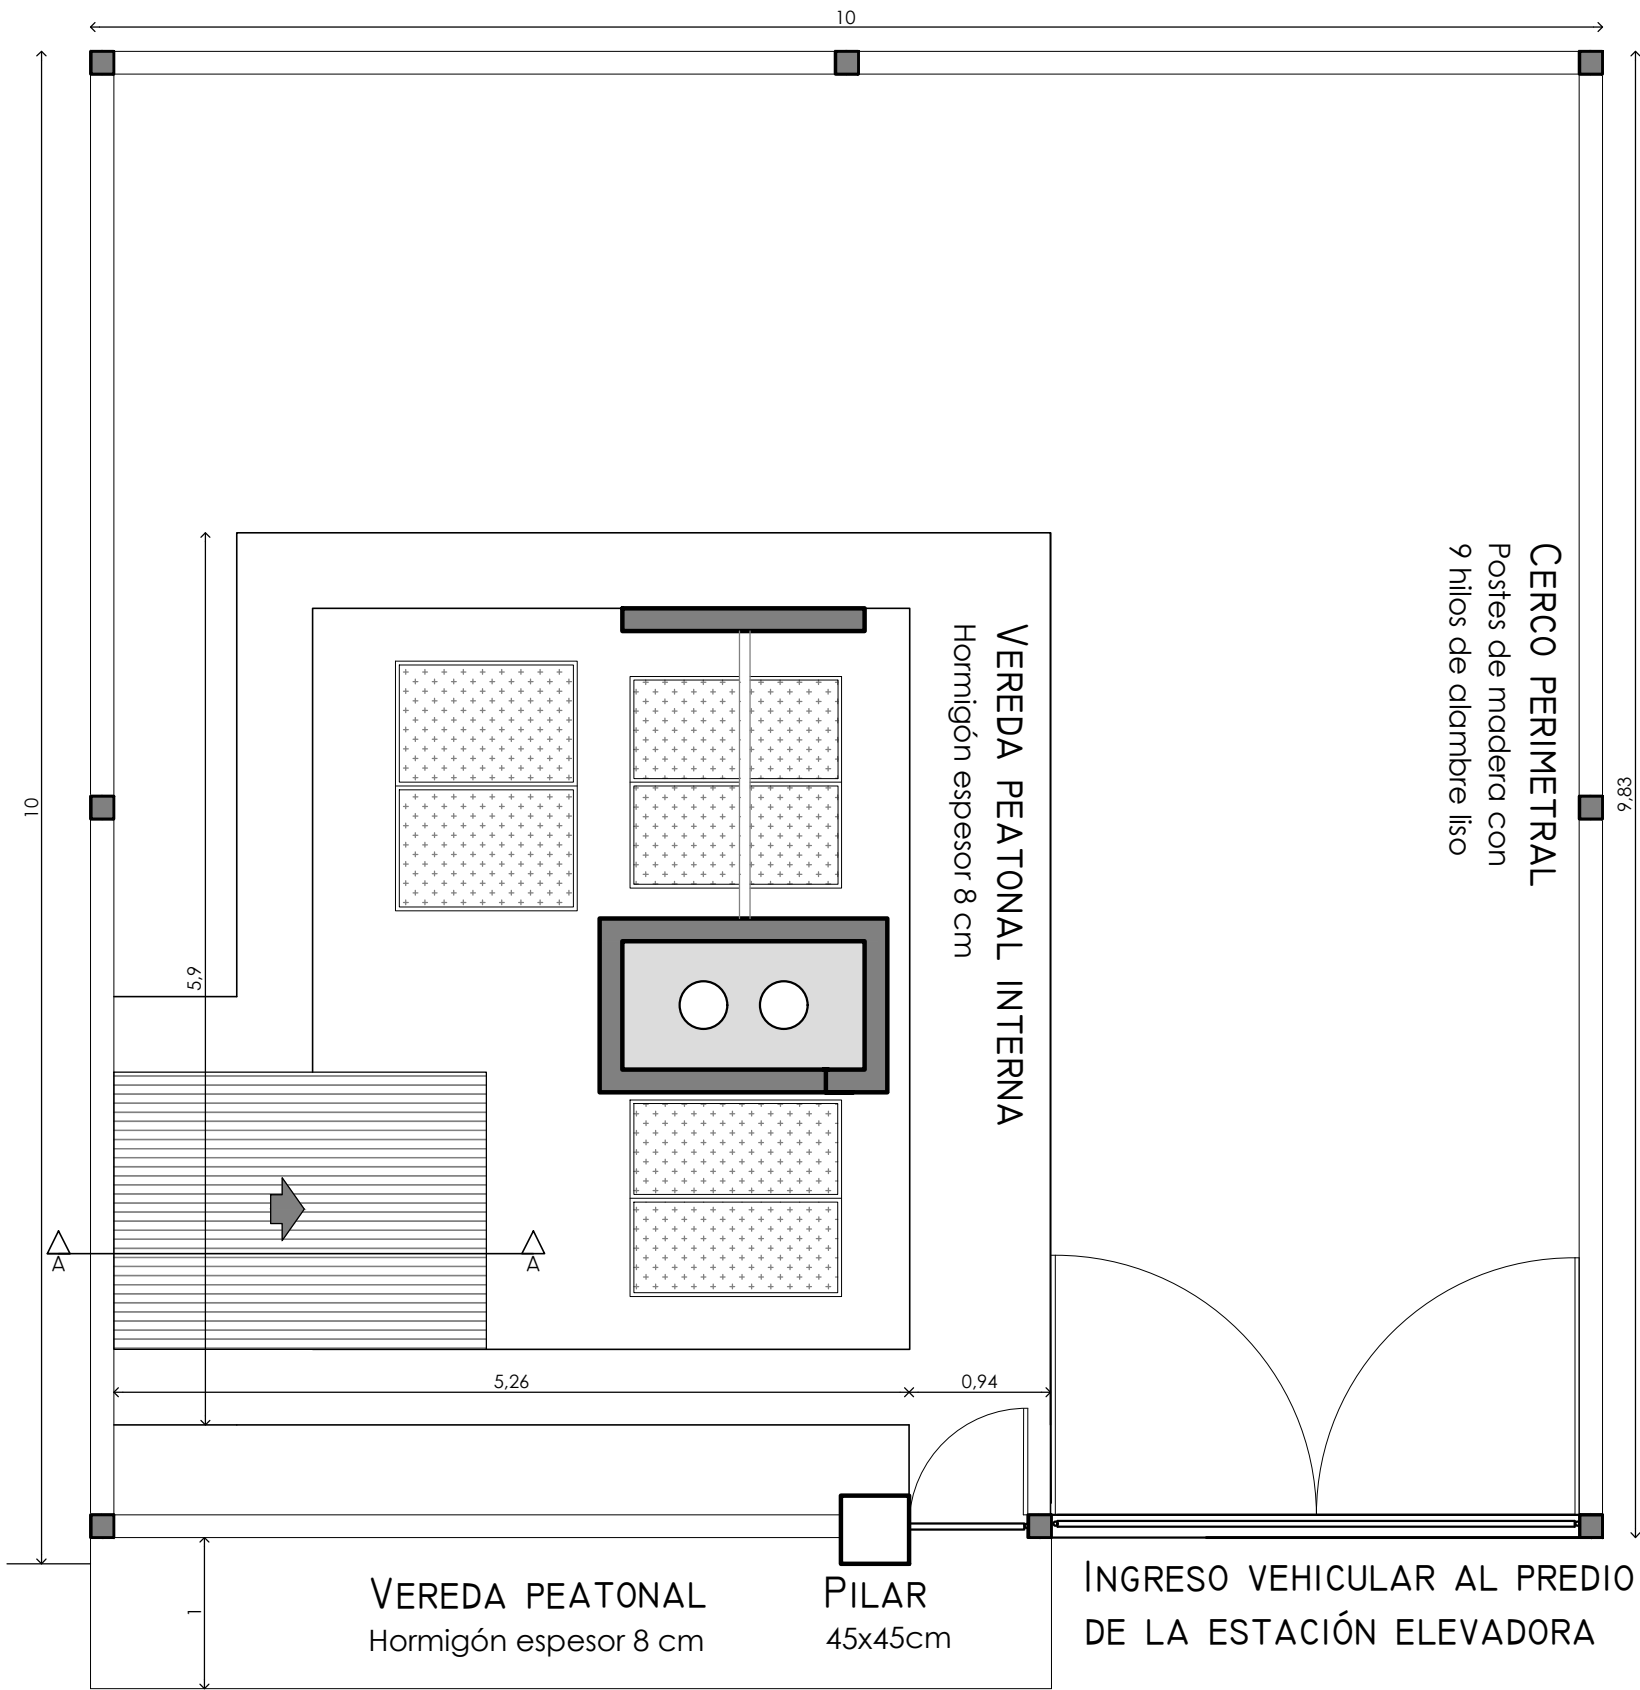 10
10
9,83
CERCO PERIMETRAL
Postes de madera con
9 hilos de alambre liso
VEREDA PEATONAL INTERNA
Hormigón espesor 8 cm
5,9
A
A
5,26
0,94
1
VEREDA PEATONAL
Hormigón espesor 8 cm
PILAR
45x45cm
INGRESO VEHICULAR AL PREDIO
DE LA ESTACIÓN ELEVADORA